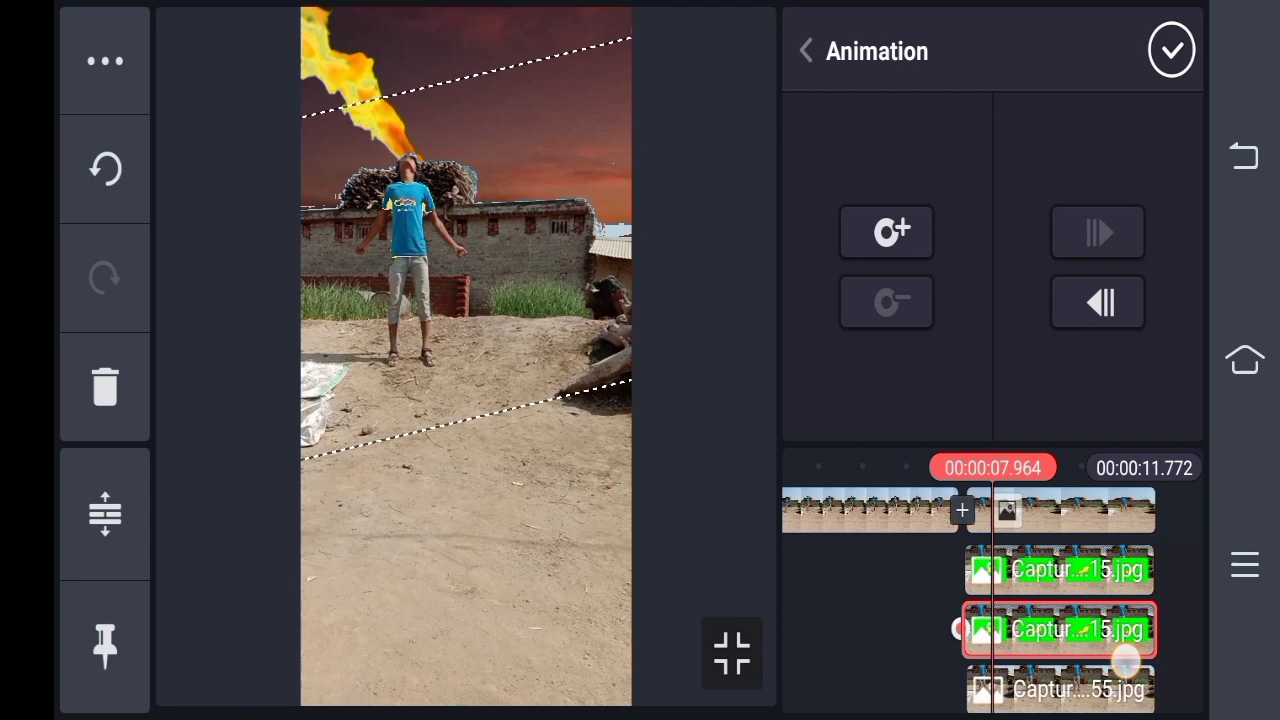 Animation
00:00:07.964
00:00:11.772
Captur...15.jpg
Captur...15.jpg
Captur....55.jpg